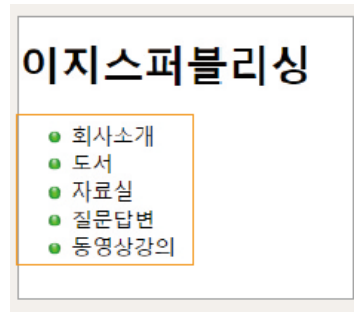 이지스퍼블리싱
회사소개
도서
자료실
질문답변
동영상강의